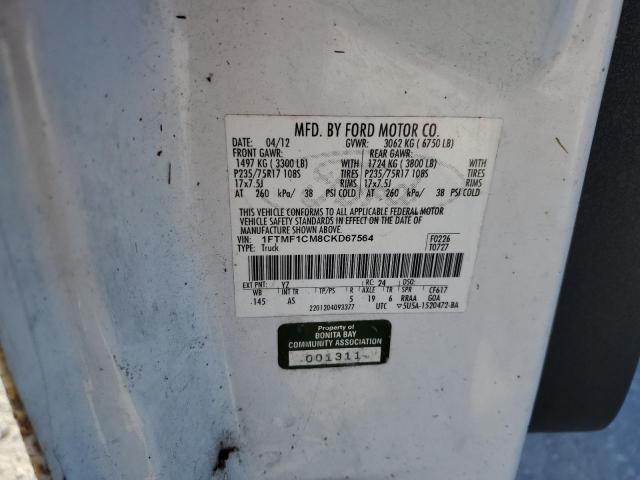 MFD. BY FORD MOTOR CO.
DATE: 04/12 GVWR: 3062 KG ( 6750 LB)
FRONT GAWR: REAR GAWR:
1497 KG ( 3300 LB) WITH 1724 KG ( 3800 LB) WITH
P235/75R17 108S TIRES P235/75R17 108S TIRES
17x7.5J RIMS 17x7.5J RIMS
AT 260 kPa/ 38 PSI COLD AT 260 kPa/ 38 PSI COLD
THIS VEHICLE CONFORMS TO ALL APPLICABLE FEDERAL MOTOR
VEHICLE SAFETY STANDARDS IN EFFECT ON THE DATE OF
MANUFACTURE SHOWN ABOVE.
VIN: 1FTMF1CM8CKD67564 F0226
TYPE: Truck T0727
EXT PNT: YZ RC: 24 DSO:
WB INT TR TP/PS R AXLE TR SPR CF617
145 AS 5 19 6 RRAA G0A
2201204093377 UTC ▽5U5A-1520472-BA
Property of
BONITA BAY
COMMUNITY ASSOCIATION
001311